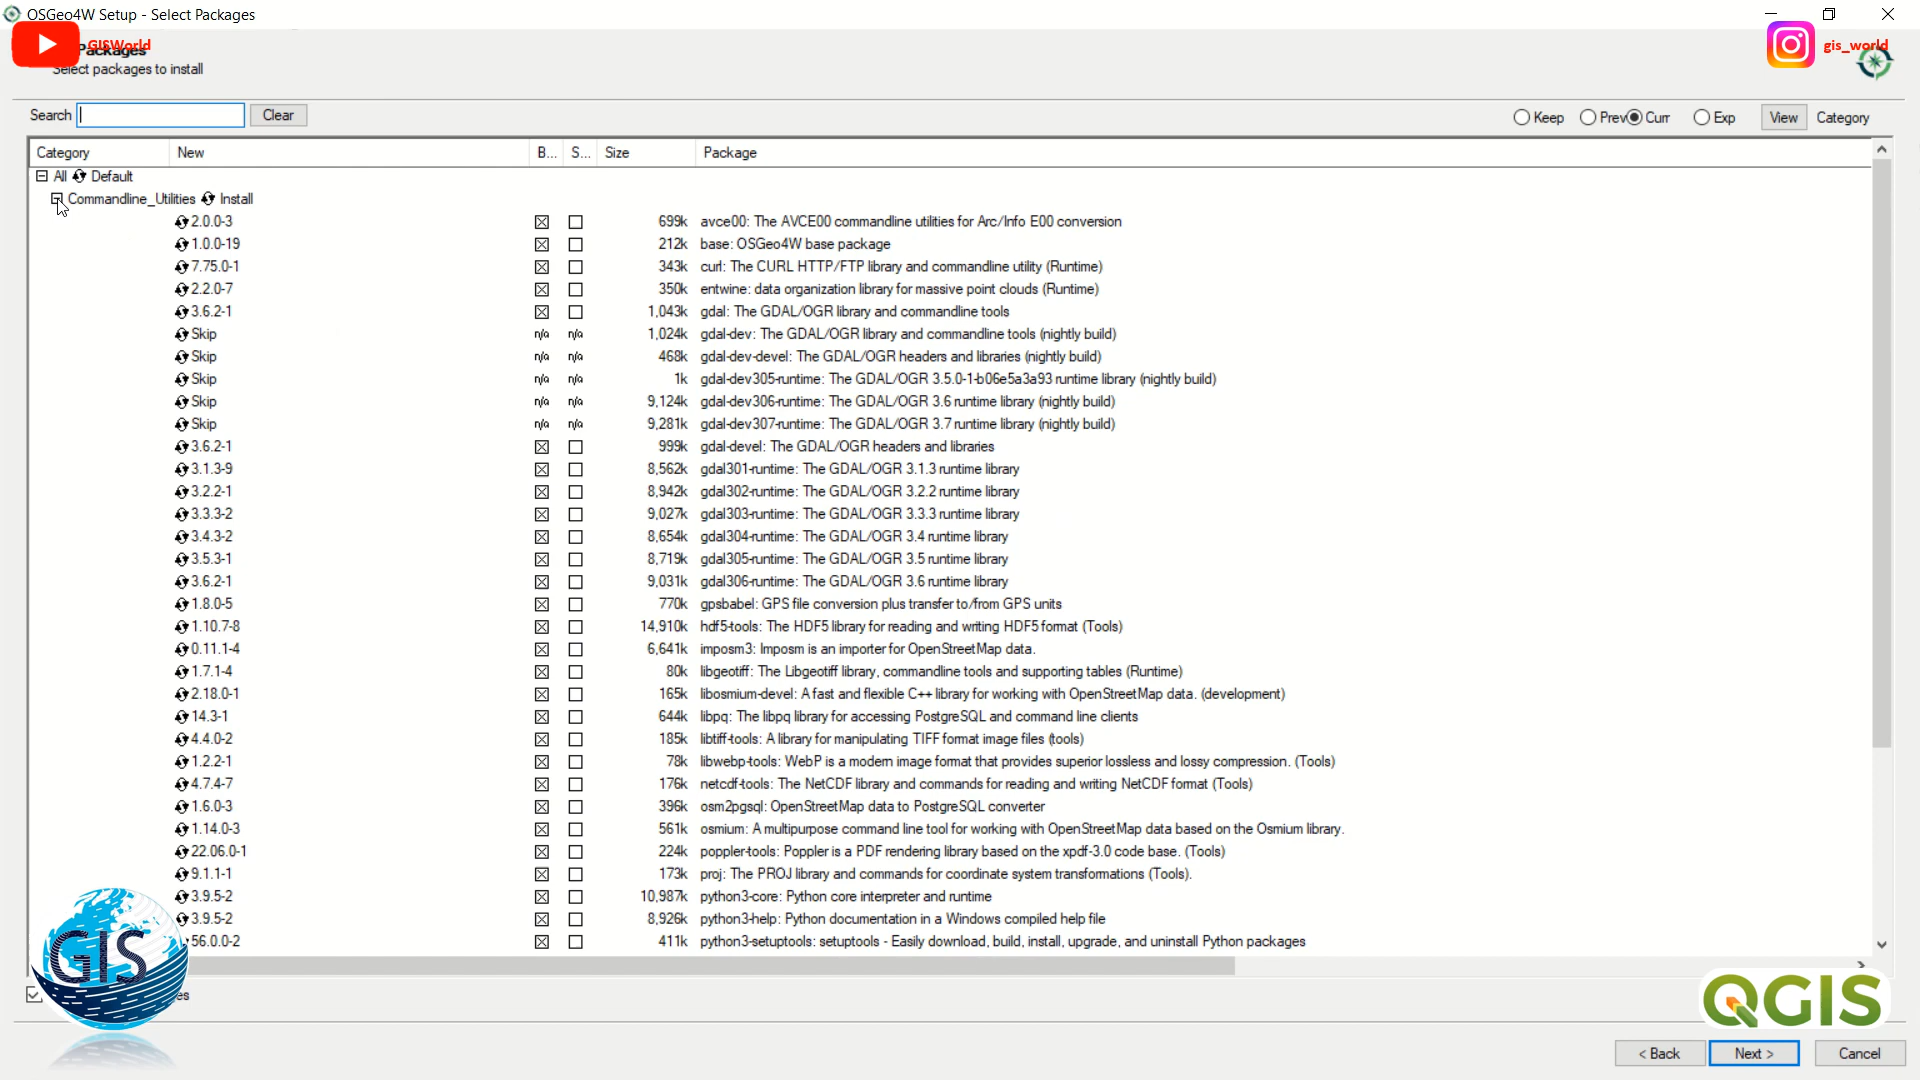 OSGeo4W Setup - Select Packages
GISWorld
Packages
Select packages to install
gis_world
Search Clear Keep Prev Curr Exp View Category
Category New B... S... Size Package
All Default
Commandline_Utilities Install
2.0.0-3 699k avce00: The AVCE00 commandline utilities for Arc/Info E00 conversion
1.0.0-19 212k base: OSGeo4W base package
7.75.0-1 343k curl: The CURL HTTP/FTP library and commandline utility (Runtime)
2.2.0-7 350k entwine: data organization library for massive point clouds (Runtime)
3.6.2-1 1,043k gdal: The GDAL/OGR library and commandline tools
Skip n/a n/a 1,024k gdal-dev: The GDAL/OGR library and commandline tools (nightly build)
Skip n/a n/a 468k gdal-dev-devel: The GDAL/OGR headers and libraries (nightly build)
Skip n/a n/a 1k gdal-dev305-runtime: The GDAL/OGR 3.5.0-1-b06e5a3a93 runtime library (nightly build)
Skip n/a n/a 9,124k gdal-dev306-runtime: The GDAL/OGR 3.6 runtime library (nightly build)
Skip n/a n/a 9,281k gdal-dev307-runtime: The GDAL/OGR 3.7 runtime library (nightly build)
3.6.2-1 999k gdal-devel: The GDAL/OGR headers and libraries
3.1.3-9 8,562k gdal301-runtime: The GDAL/OGR 3.1.3 runtime library
3.2.2-1 8,942k gdal302-runtime: The GDAL/OGR 3.2.2 runtime library
3.3.3-2 9,027k gdal303-runtime: The GDAL/OGR 3.3.3 runtime library
3.4.3-2 8,654k gdal304-runtime: The GDAL/OGR 3.4 runtime library
3.5.3-1 8,719k gdal305-runtime: The GDAL/OGR 3.5 runtime library
3.6.2-1 9,031k gdal306-runtime: The GDAL/OGR 3.6 runtime library
1.8.0-5 770k gpsbabel: GPS file conversion plus transfer to/from GPS units
1.10.7-8 14,910k hdf5-tools: The HDF5 library for reading and writing HDF5 format (Tools)
0.11.1-4 6,641k imposm3: Imposm is an importer for OpenStreetMap data.
1.7.1-4 80k libgeotiff: The Libgeotiff library, commandline tools and supporting tables (Runtime)
2.18.0-1 165k libosmium-devel: A fast and flexible C++ library for working with OpenStreetMap data. (development)
14.3-1 644k libpq: The libpq library for accessing PostgreSQL and command line clients
4.4.0-2 185k libtiff-tools: A library for manipulating TIFF format image files (tools)
1.2.2-1 78k libwebp-tools: WebP is a modern image format that provides superior lossless and lossy compression. (Tools)
4.7.4-7 176k netcdf-tools: The NetCDF library and commands for reading and writing NetCDF format (Tools)
1.6.0-3 396k osm2pgsql: OpenStreetMap data to PostgreSQL converter
1.14.0-3 561k osmium: A multipurpose command line tool for working with OpenStreetMap data based on the Osmium library.
22.06.0-1 224k poppler-tools: Poppler is a PDF rendering library based on the xpdf-3.0 code base. (Tools)
9.1.1-1 173k proj: The PROJ library and commands for coordinate system transformations (Tools).
3.9.5-2 10,987k python3-core: Python core interpreter and runtime
3.9.5-2 8,926k python3-help: Python documentation in a Windows compiled help file
56.0.0-2 411k python3-setuptools: setuptools - Easily download, build, install, upgrade, and uninstall Python packages
GIS
QGIS
< Back Next > Cancel